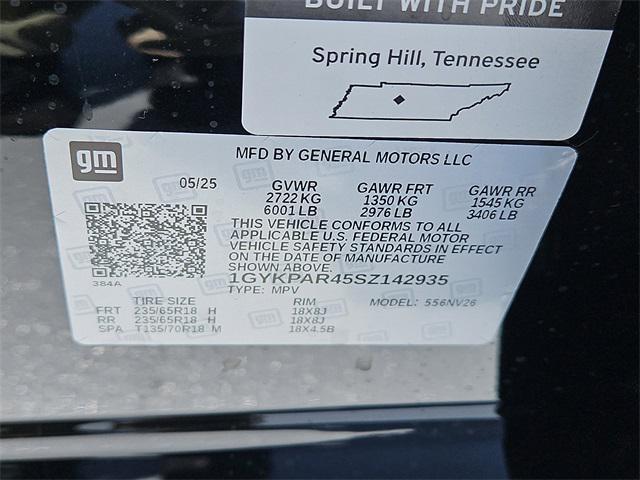 BUILT WITH PRIDE
Spring Hill, Tennessee
gm
MFD BY GENERAL MOTORS LLC
05/25
GVWR GAWR FRT GAWR RR
2722 KG 1350 KG 1545 KG
6001 LB 2976 LB 3406 LB
THIS VEHICLE CONFORMS TO ALL
APPLICABLE U.S. FEDERAL MOTOR
VEHICLE SAFETY STANDARDS IN EFFECT
ON THE DATE OF MANUFACTURE
SHOWN ABOVE.
384A
1GYKPAR45SZ142935
TYPE: MPV
TIRE SIZE RIM MODEL: 556NV26
FRT 235/65R18 H 18X8J
RR 235/65R18 H 18X8J
SPA T135/70R18 M 18X4.5B